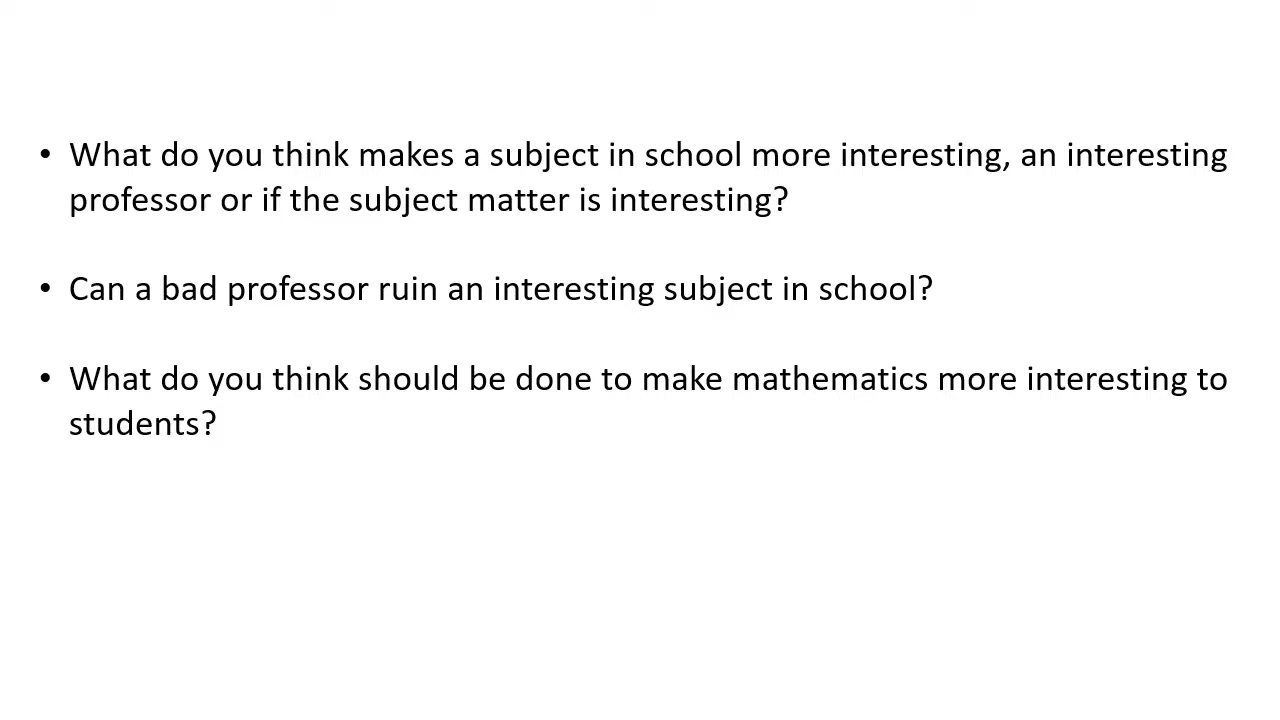 • What do you think makes a subject in school more interesting, an interesting
professor or if the subject matter is interesting?
• Can a bad professor ruin an interesting subject in school?
• What do you think should be done to make mathematics more interesting to
students?